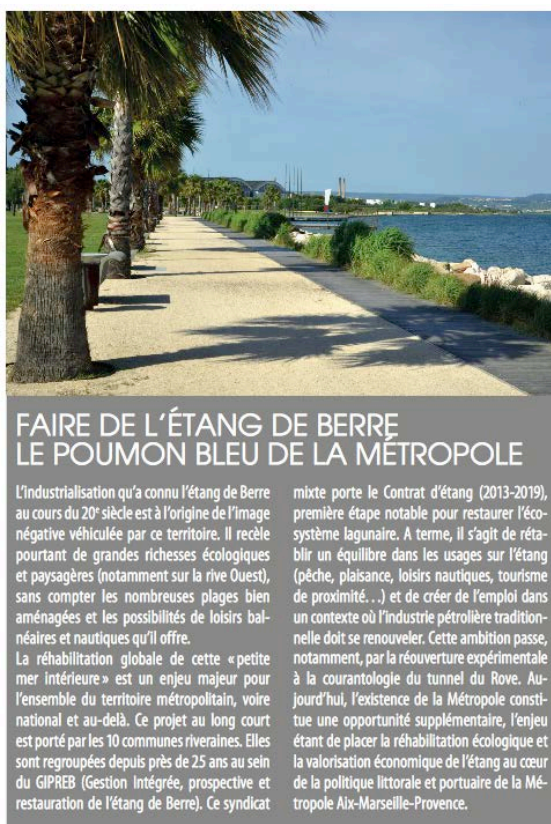 FAIRE DE L'ÉTANG DE BERRE
LE POUMON BLEU DE LA MÉTROPOLE
L'industrialisation qu'a connu l'étang de Berre
au cours du 20e siècle est à l'origine de l'image
négative véhiculée par ce territoire. Il recèle
pourtant de grandes richesses écologiques
et paysagères (notamment sur la rive Ouest),
sans compter les nombreuses plages bien
aménagées et les possibilités de loisirs bal-
néaires et nautiques qu'il offre.
La réhabilitation globale de cette «petite
mer intérieure» est un enjeu majeur pour
l'ensemble du territoire métropolitain, voire
national et au-delà. Ce projet au long court
est porté par les 10 communes riveraines. Elles
sont regroupées depuis près de 25 ans au sein
du GIPREB (Gestion Intégrée, prospective et
restauration de l'étang de Berre). Ce syndicat
mixte porte le Contrat d'étang (2013-2019),
première étape notable pour restaurer l'éco-
système lagunaire. A terme, il s'agit de réta-
blir un équilibre dans les usages sur l'étang
(pêche, plaisance, loisirs nautiques, tourisme
de proximité…) et de créer de l'emploi dans
un contexte où l'industrie pétrolière tradition-
nelle doit se renouveler. Cette ambition passe,
notamment, par la réouverture expérimentale
à la courantologie du tunnel du Rove. Au-
jourd'hui, l'existence de la Métropole consti-
tue une opportunité supplémentaire, l'enjeu
étant de placer la réhabilitation écologique et
la valorisation économique de l'étang au cœur
de la politique littorale et portuaire de la Mé-
tropole Aix-Marseille-Provence.